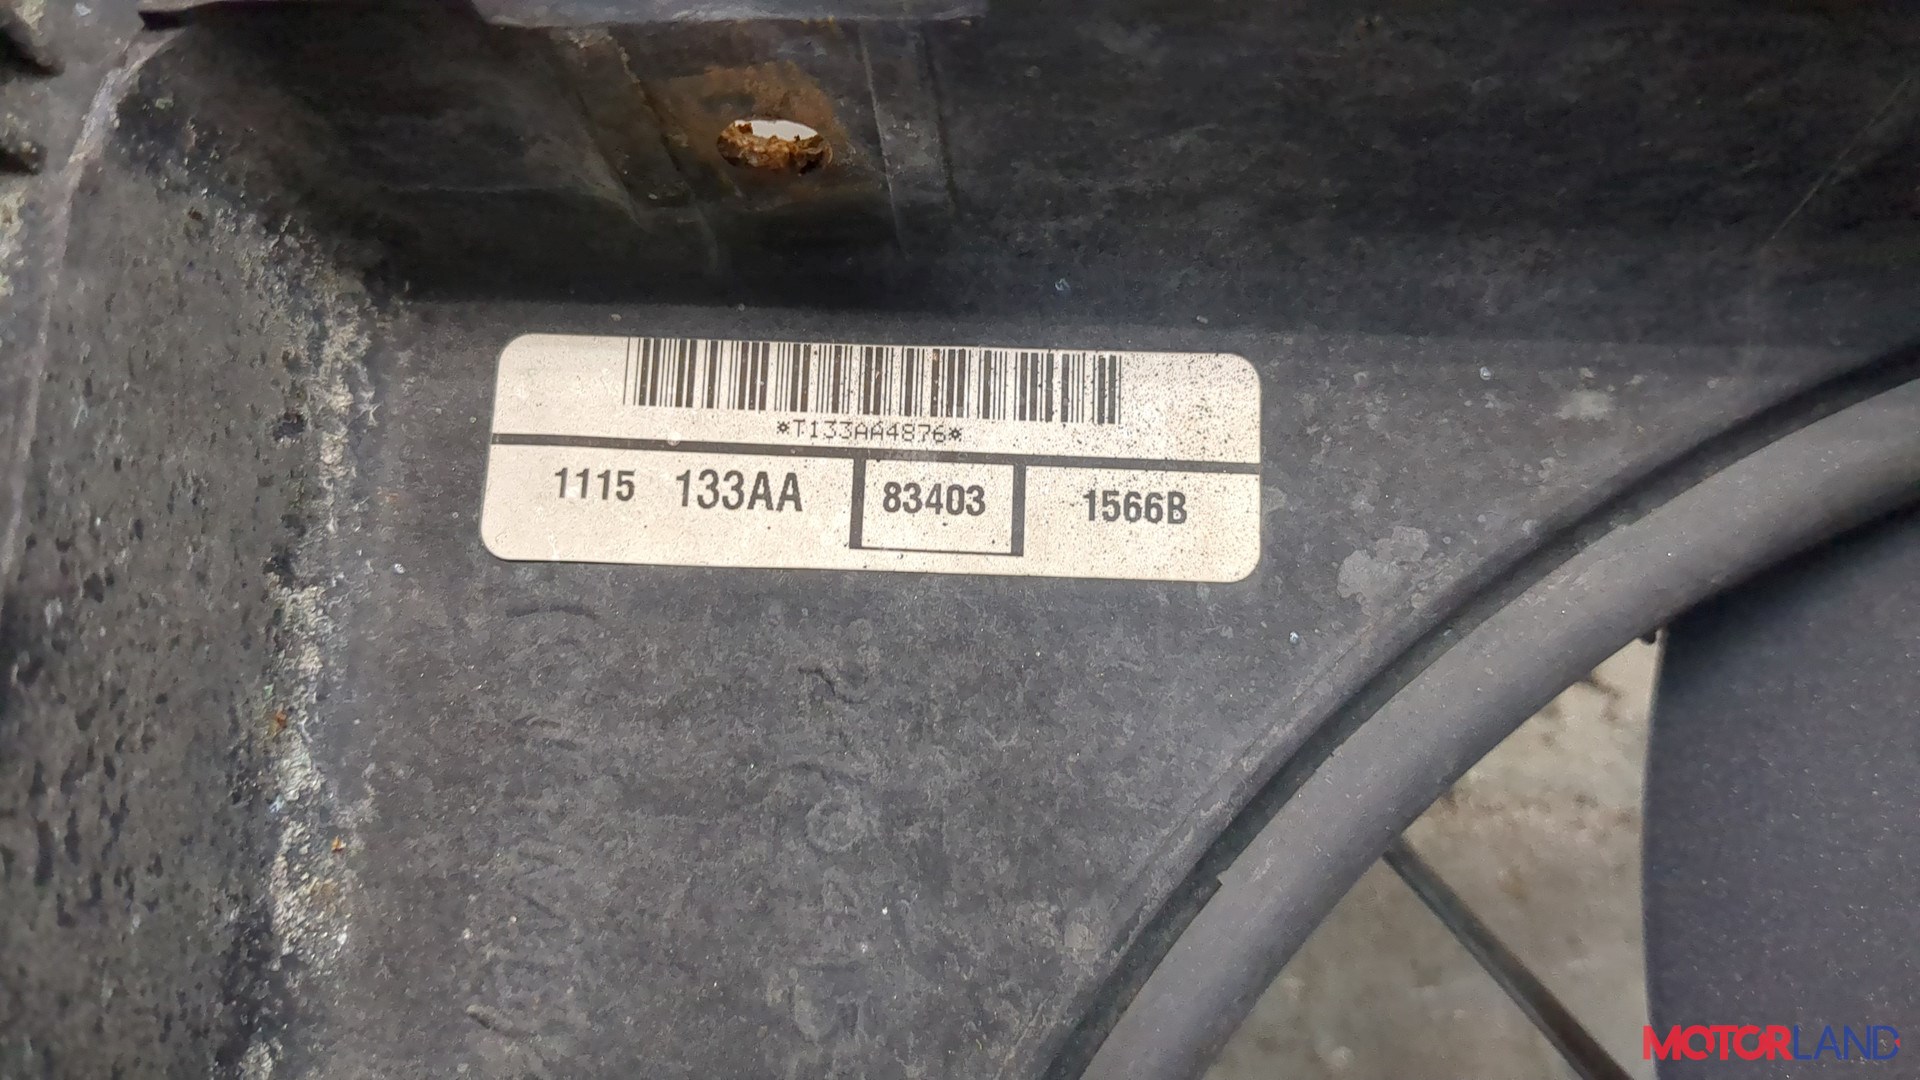 *T133AA4876*
1115 133AA 83403 1566B
MOTORLAND